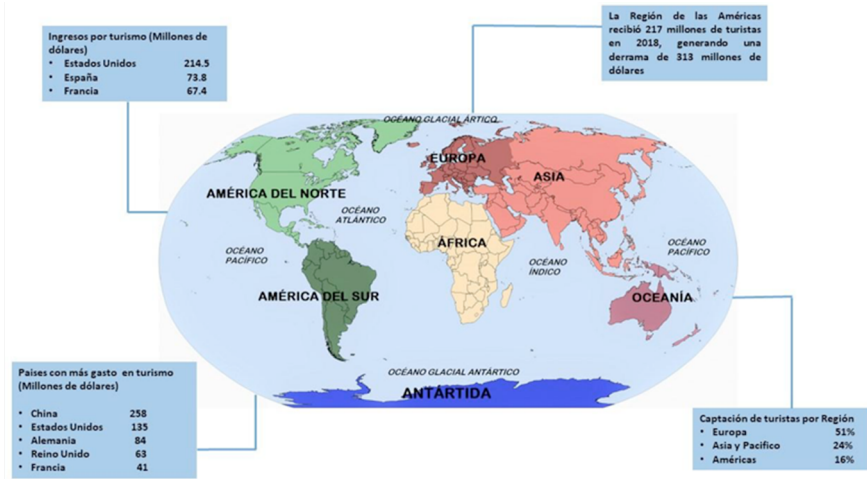 Ingresos por turismo (Millones de
dólares)
• Estados Unidos 214.5
• España 73.8
• Francia 67.4
La Región de las Américas
recibió 217 millones de turistas
en 2018, generando una
derrama de 313 millones de
dólares
OCÉANO GLACIAL ÁRTICO
EUROPA
ASIA
AMÉRICA DEL NORTE
OCÉANO
ATLÁNTICO
ÁFRICA
OCÉANO
PACÍFICO
OCÉANO
ÍNDICO
OCÉANO
PACÍFICO
AMÉRICA DEL SUR
OCEANÍA
OCÉANO GLACIAL ANTÁRTICO
ANTÁRTIDA
Paises con más gasto en turismo
(Millones de dólares)
• China 258
• Estados Unidos 135
• Alemania 84
• Reino Unido 63
• Francia 41
Captación de turistas por Región
• Europa 51%
• Asia y Pacifico 24%
• Américas 16%